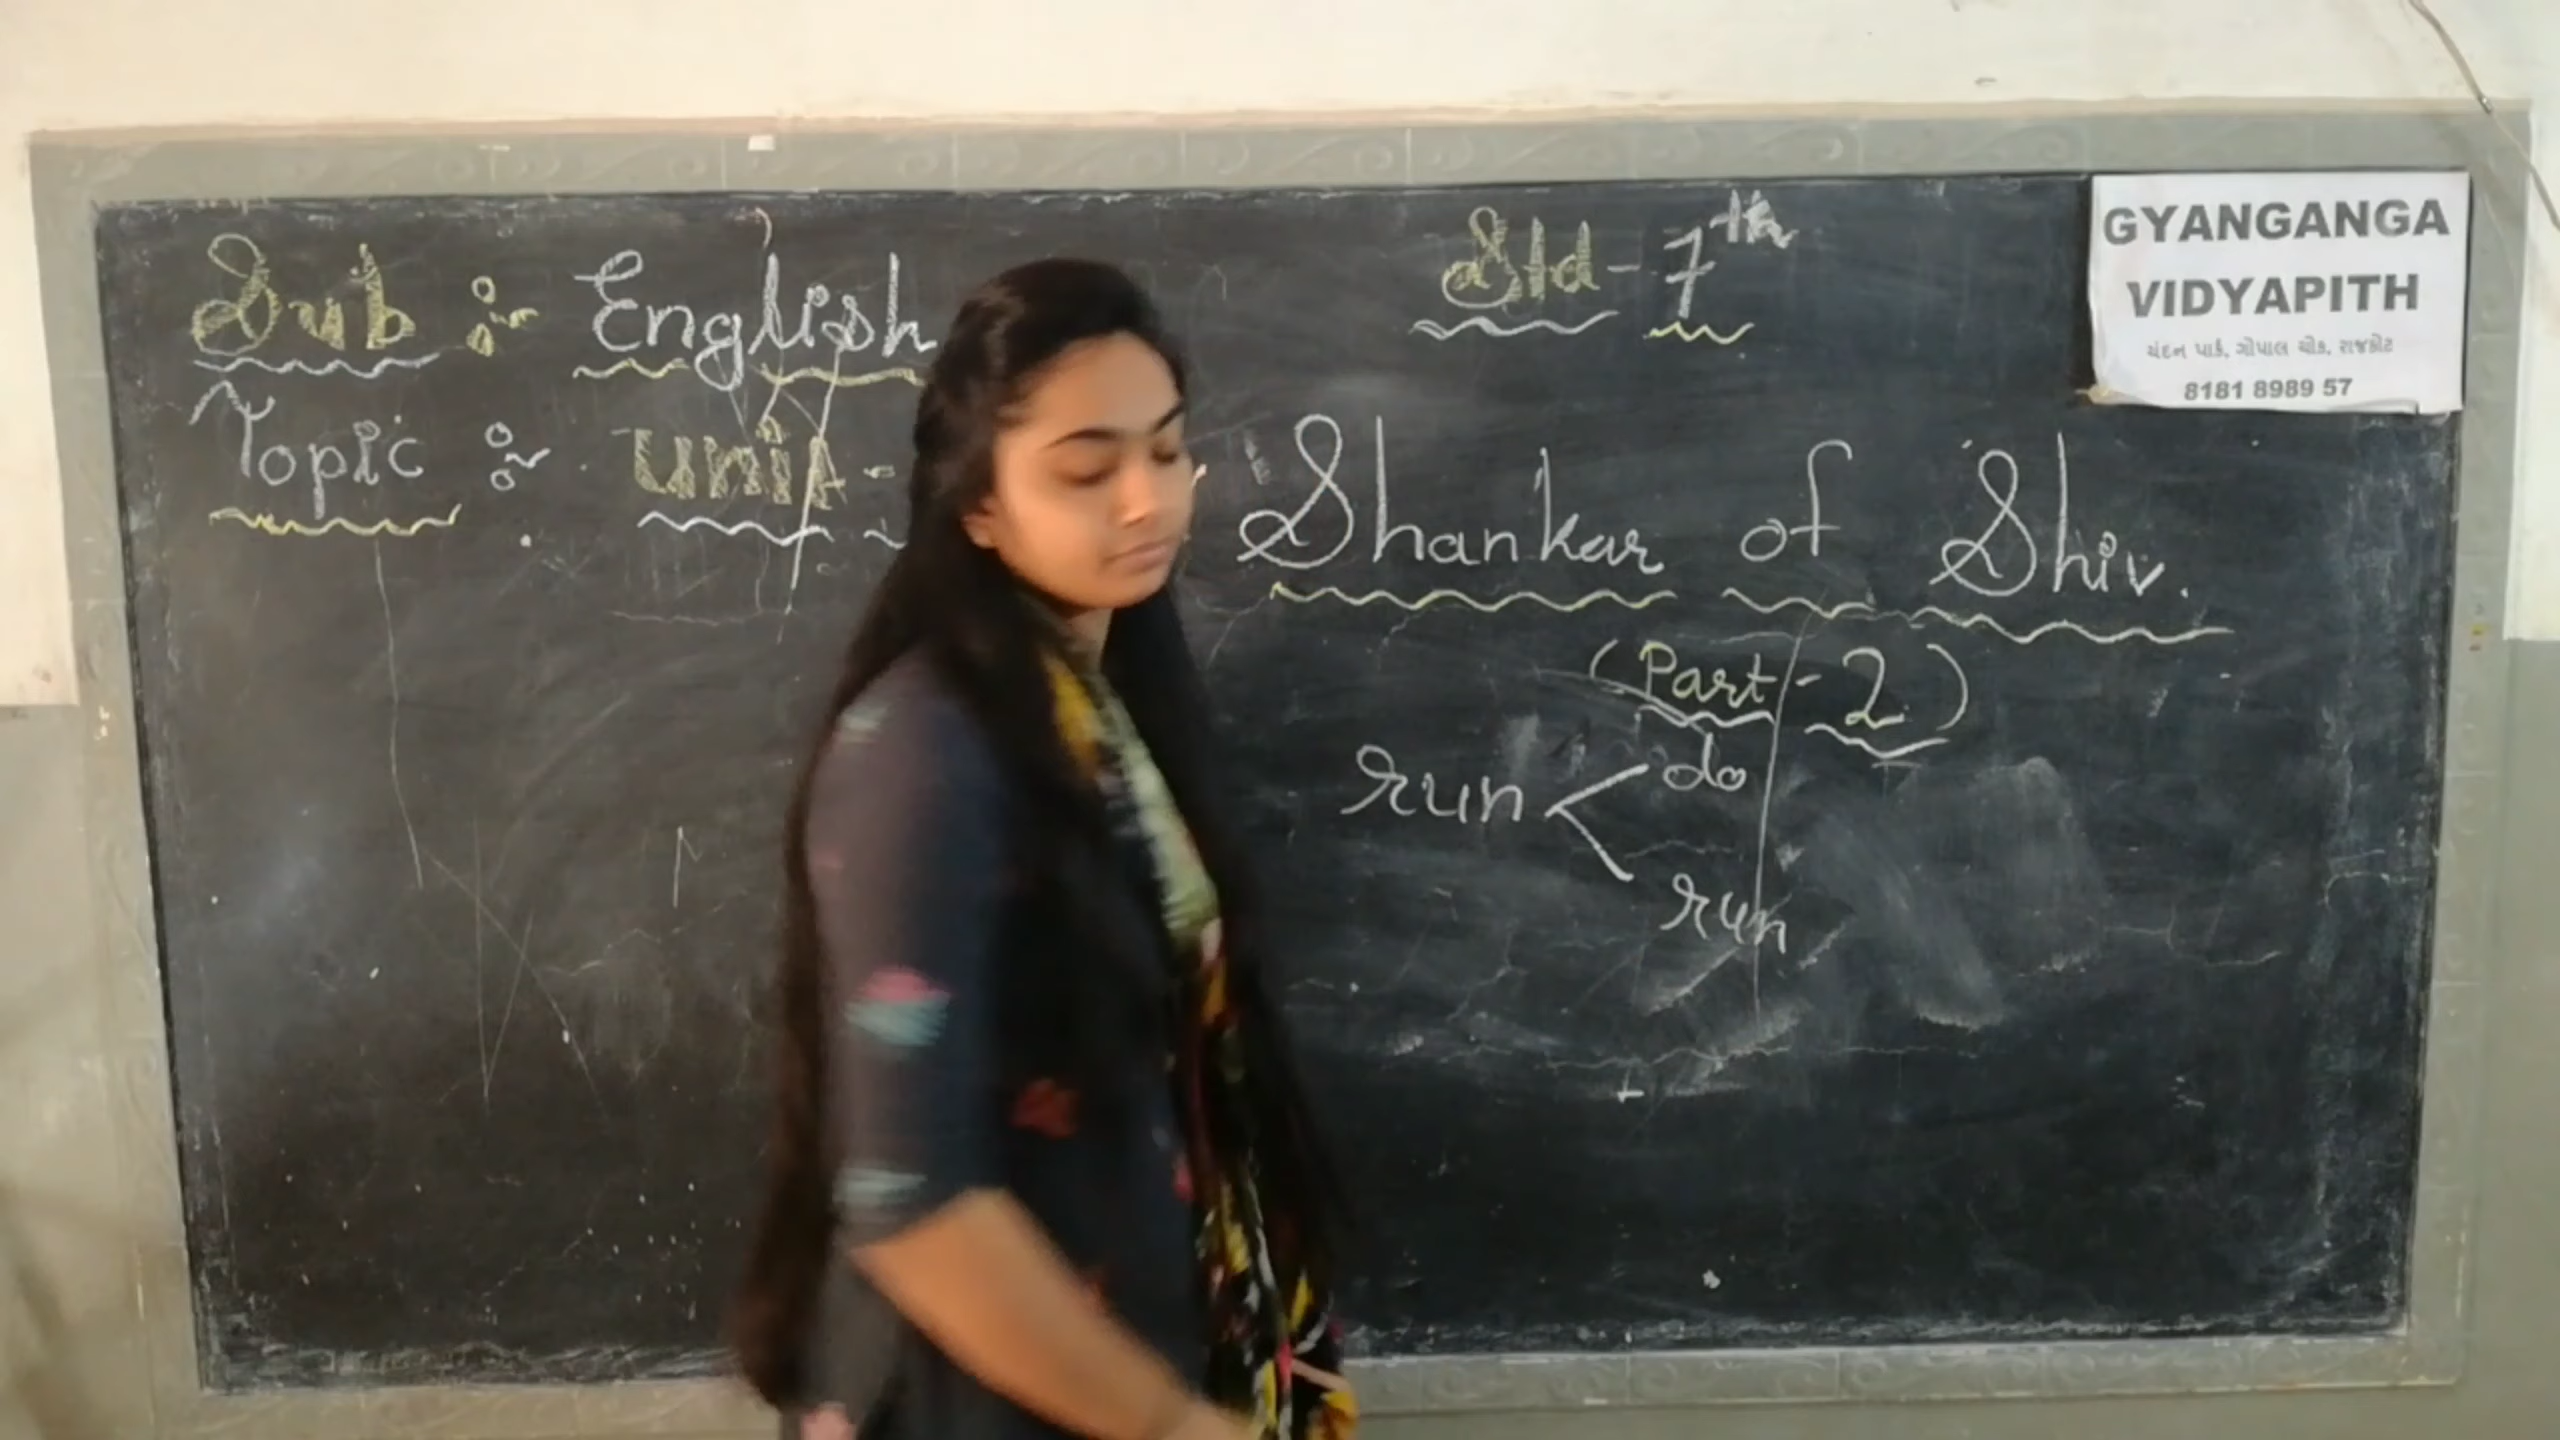 Sub :- English
Std - 7th
GYANGANGA
VIDYAPITH
ચંદન પાર્ક, ગોપાલ ચોક, રાજકોટ
8181 8989 57
Topic :- unit -
Shankar of Shiv.
(Part - 2)
run < do
run